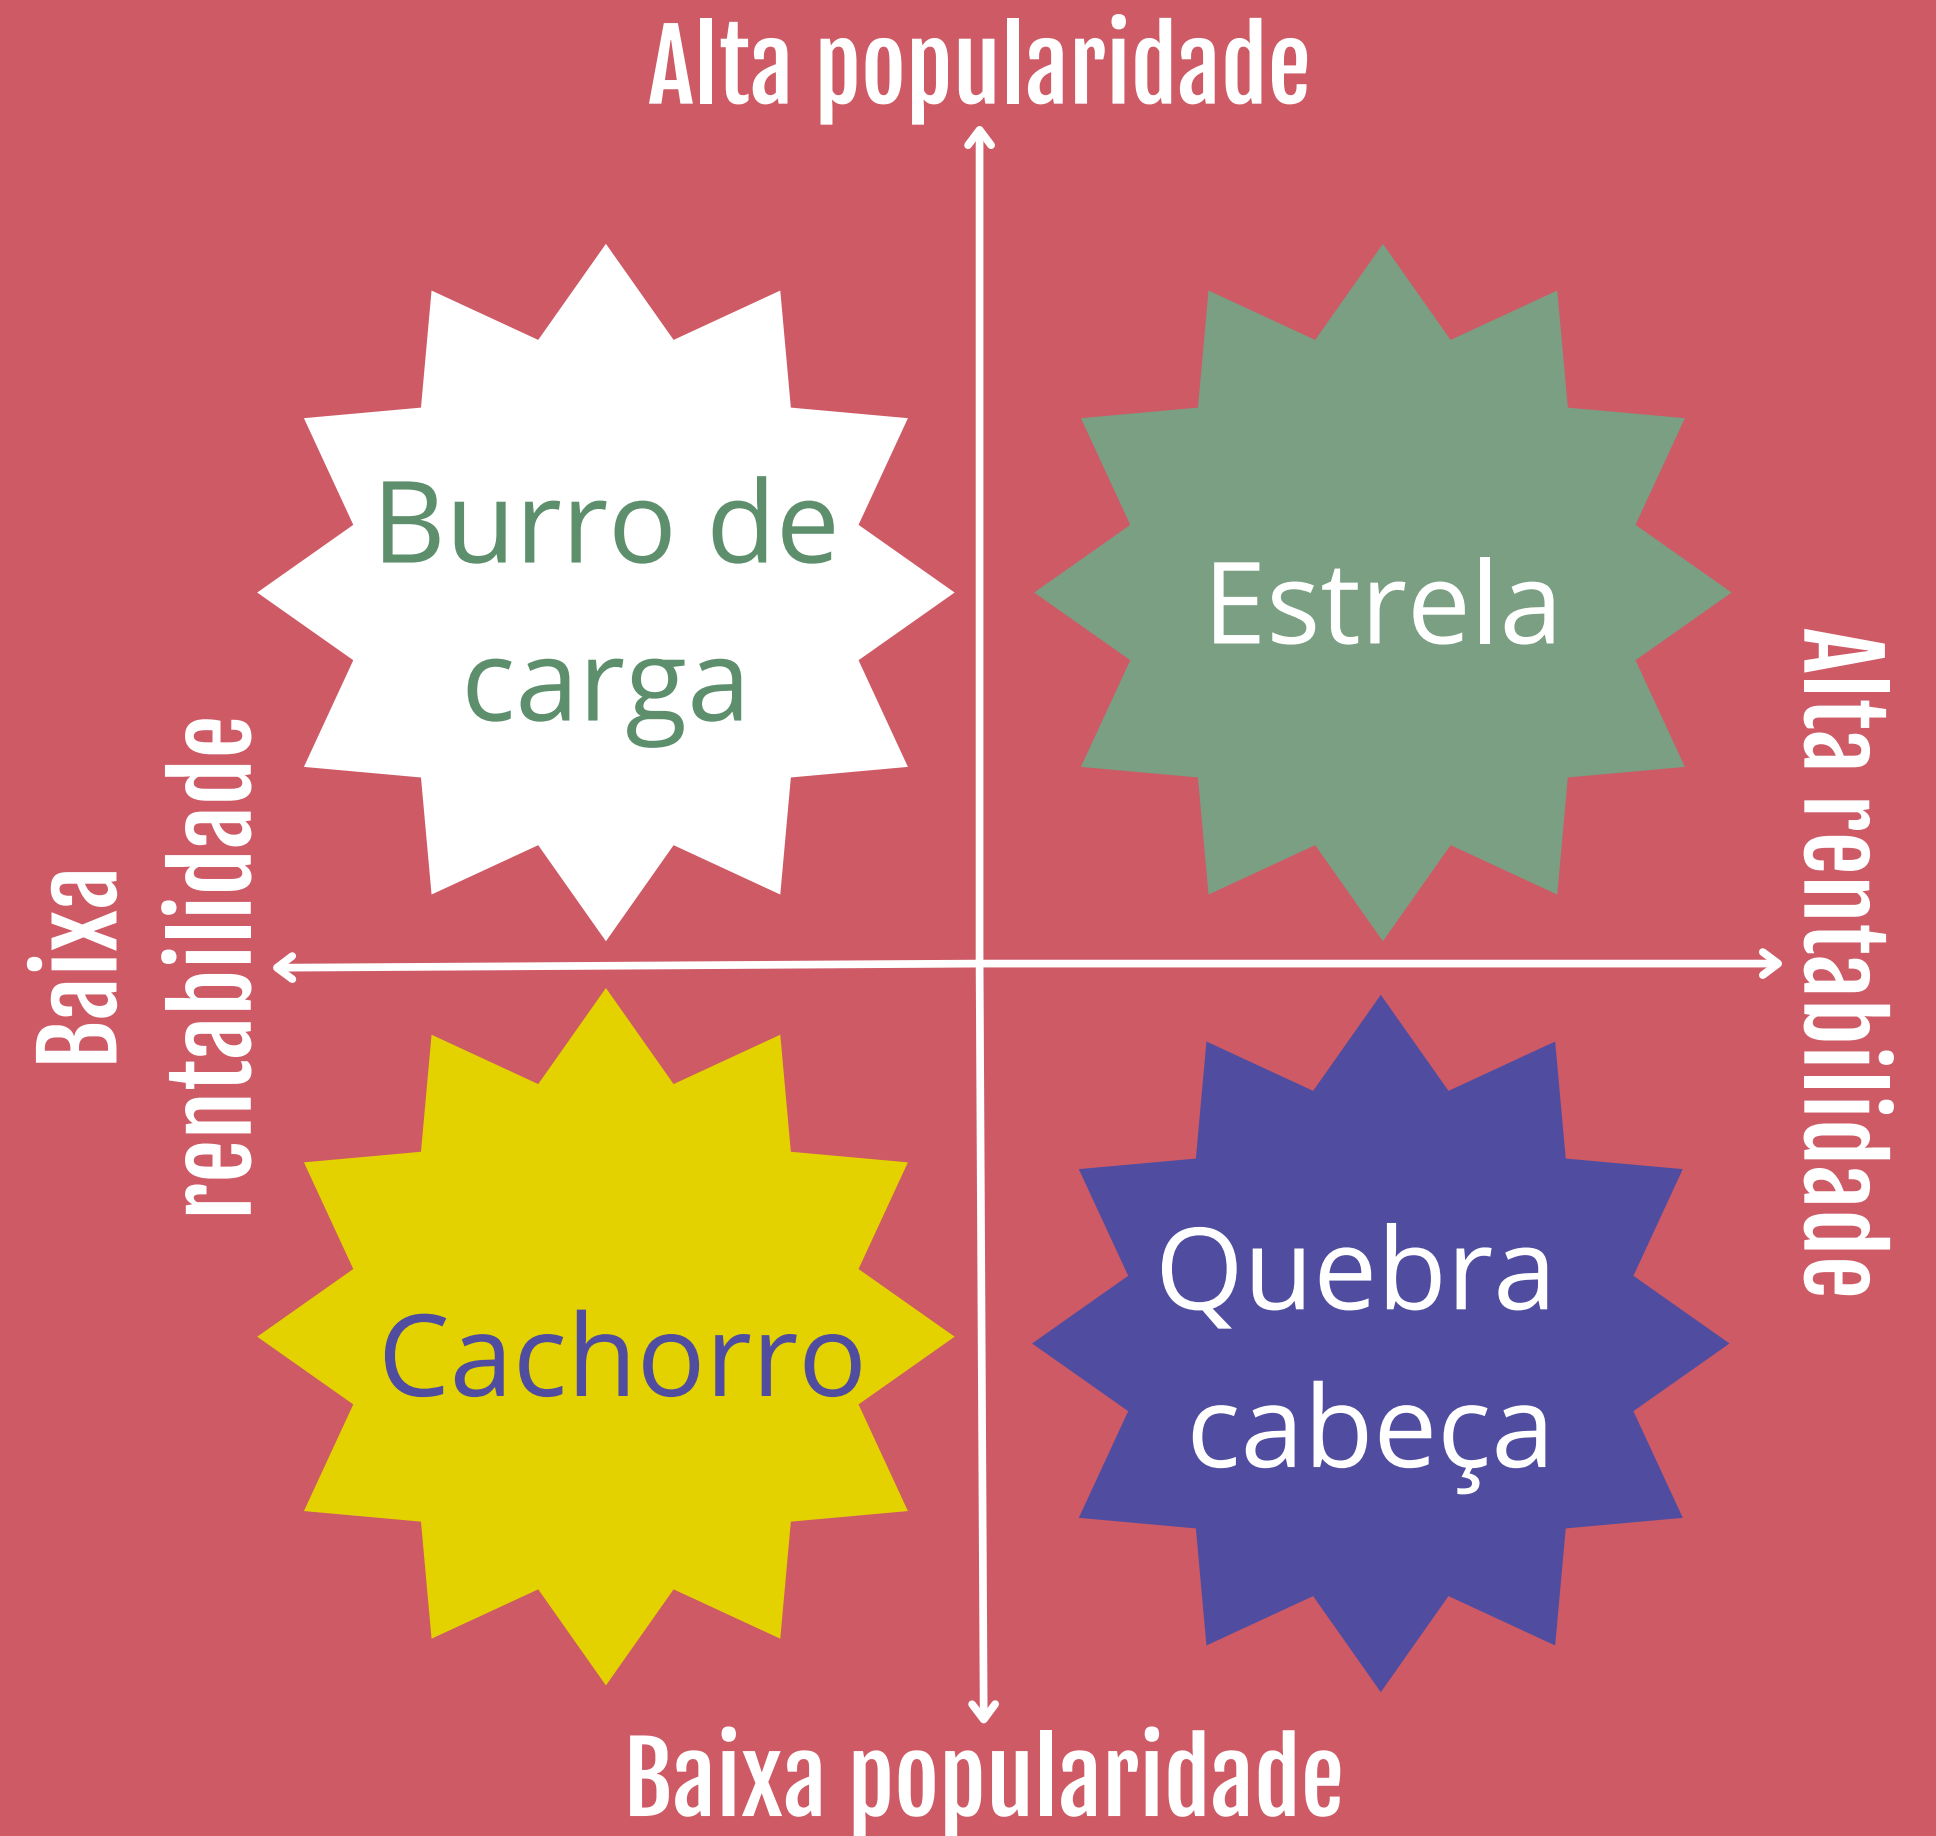 Alta popularidade
Burro de
carga
Estrela
Baixa
rentabilidade
Alta rentabilidade
Cachorro
Quebra
cabeça
Baixa popularidade